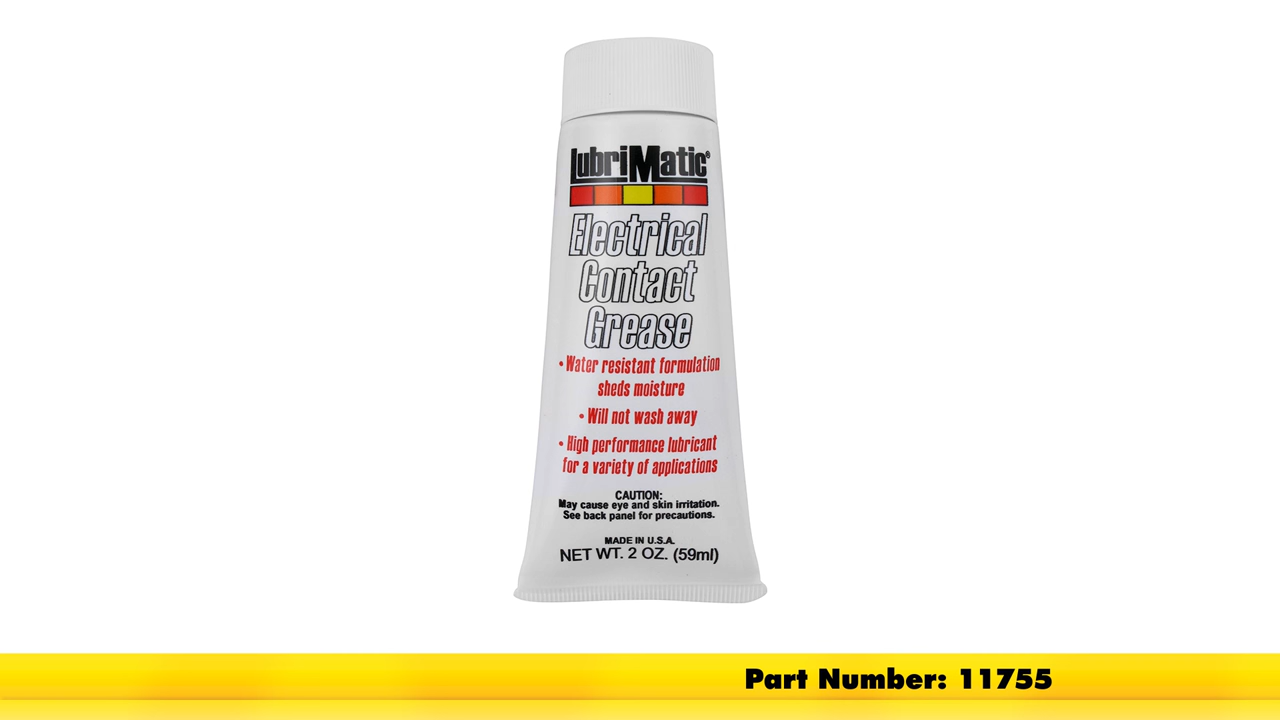 LubriMatic®
Electrical
Contact
Grease
• Water resistant formulation
sheds moisture
• Will not wash away
• High performance lubricant
for a variety of applications
CAUTION:
May cause eye and skin irritation.
See back panel for precautions.
MADE IN U.S.A.
NET WT. 2 OZ. (59ml)
Part Number: 11755